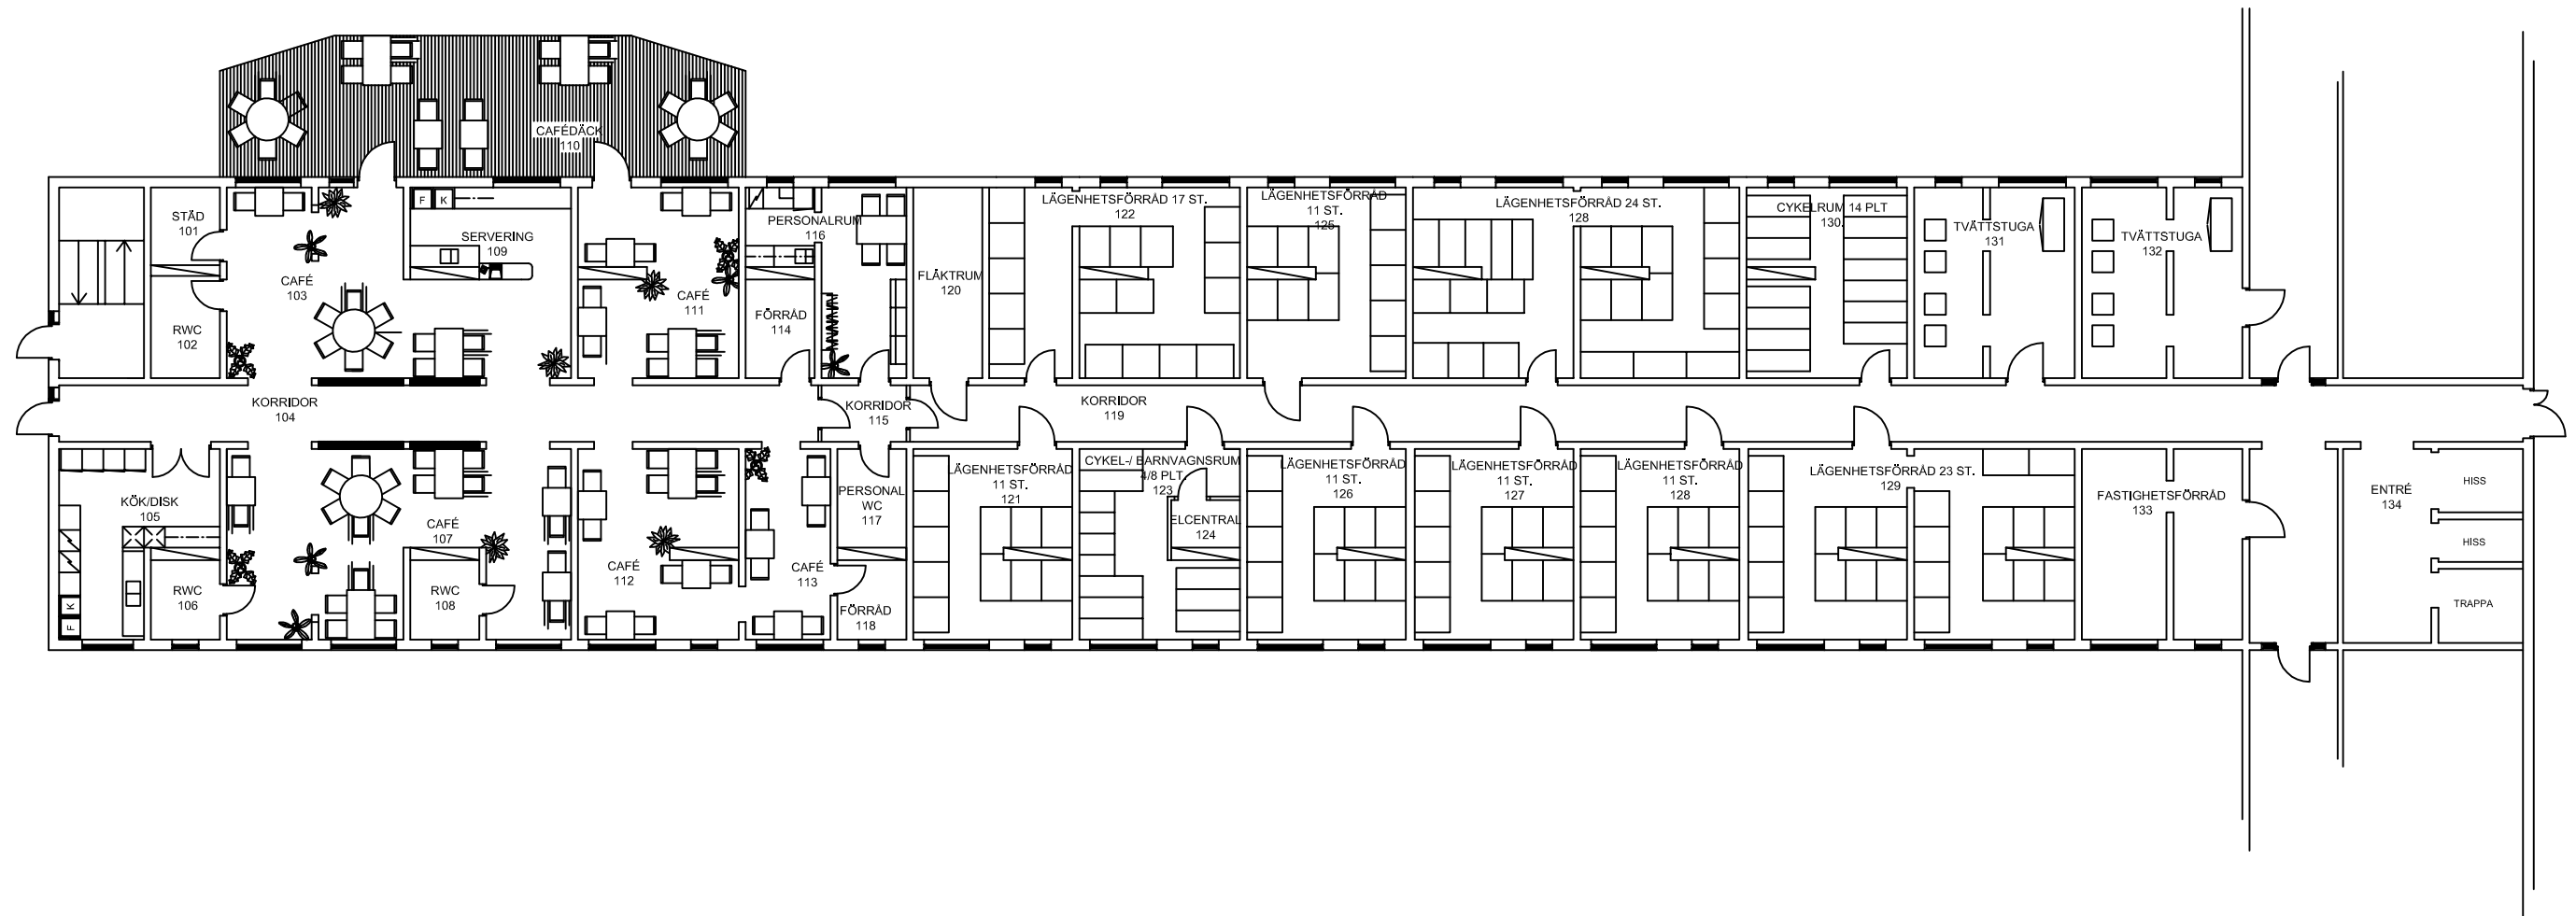 CAFÉDÄCK
110
STÄD
101
RWC
102
CAFÉ
103
F K
SERVERING
109
CAFÉ
111
PERSONALRUM
116
FÖRRÅD
114
FLÄKTRUM
120
LÄGENHETSFÖRRÅD 17 ST.
122
LÄGENHETSFÖRRÅD
11 ST.
125
LÄGENHETSFÖRRÅD 24 ST.
128
CYKELRUM 14 PLT
130
TVÄTTSTUGA
131
TVÄTTSTUGA
132
KORRIDOR
104
KORRIDOR
115
KORRIDOR
119
KÖK/DISK
105
RWC
106
K
F
CAFÉ
107
RWC
108
CAFÉ
112
CAFÉ
113
PERSONAL
WC
117
FÖRRÅD
118
LÄGENHETSFÖRRÅD
11 ST.
121
CYKEL-/ BARNVAGNSRUM
4/8 PLT.
123
ELCENTRAL
124
LÄGENHETSFÖRRÅD
11 ST.
126
LÄGENHETSFÖRRÅD
11 ST.
127
LÄGENHETSFÖRRÅD
11 ST.
128
LÄGENHETSFÖRRÅD 23 ST.
129
FASTIGHETSFÖRRÅD
133
ENTRÉ
134
HISS
HISS
TRAPPA